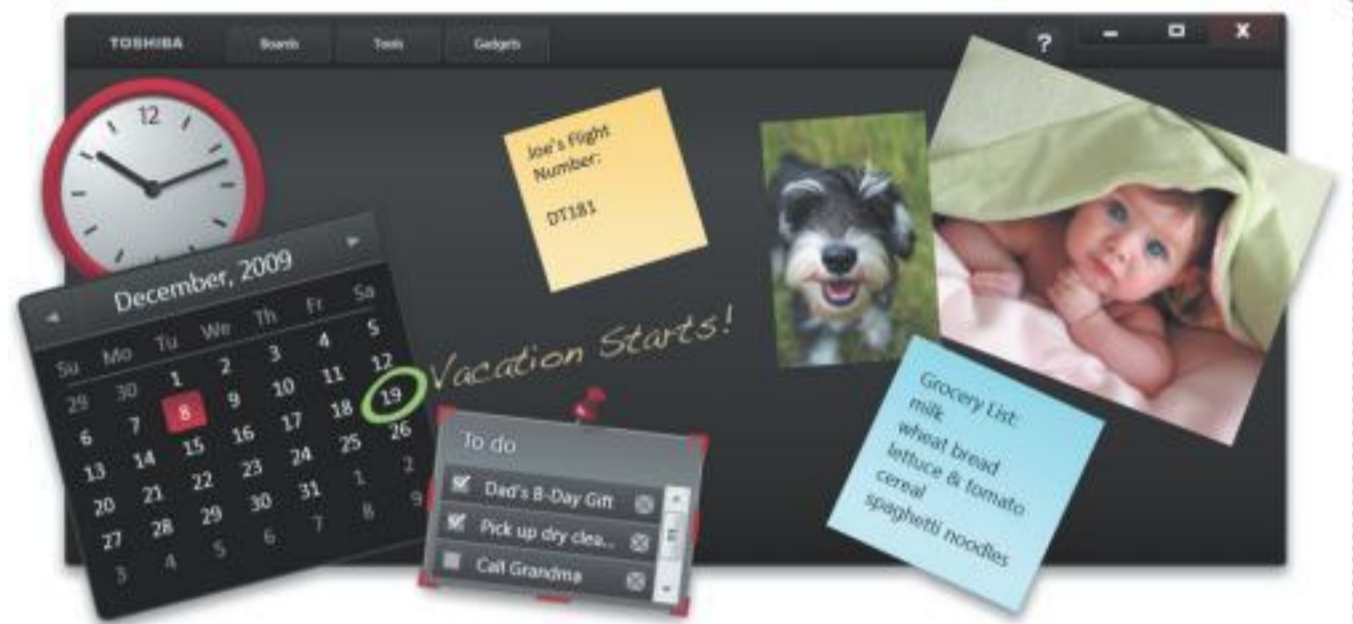 TOSHIBA Boards Tools Gadgets ? X
12
Joe's Flight
Number:
DT181
December, 2009
Su Mo Tu We Th Fr Sa
29 30 1 2 3 4 5
6 7 8 9 10 11 12
13 14 15 16 17 18 19
20 21 22 23 24 25 26
27 28 29 30 31 1 2
3 4 5 6 7 8 9
Vacation Starts!
To do
Dad's B-Day Gift
Pick up dry clea...
Call Grandma
Grocery List:
milk
wheat bread
lettuce & tomato
cereal
spaghetti noodles